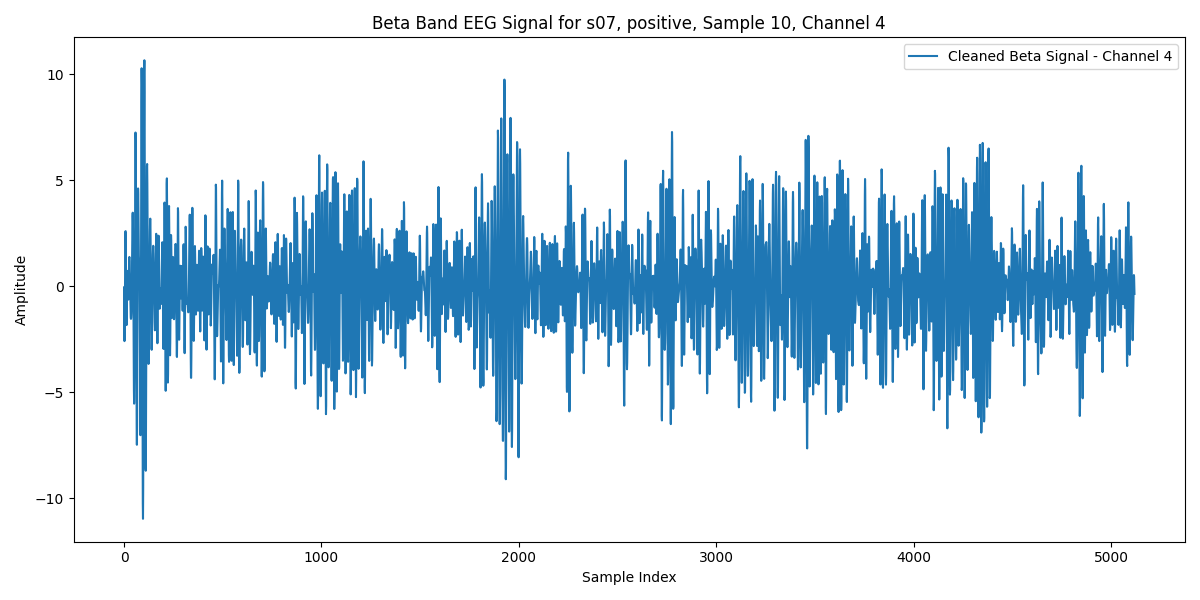 Beta Band EEG Signal for s07, positive, Sample 10, Channel 4
Cleaned Beta Signal - Channel 4
Amplitude
10
5
0
−5
−10
0 1000 2000 3000 4000 5000
Sample Index